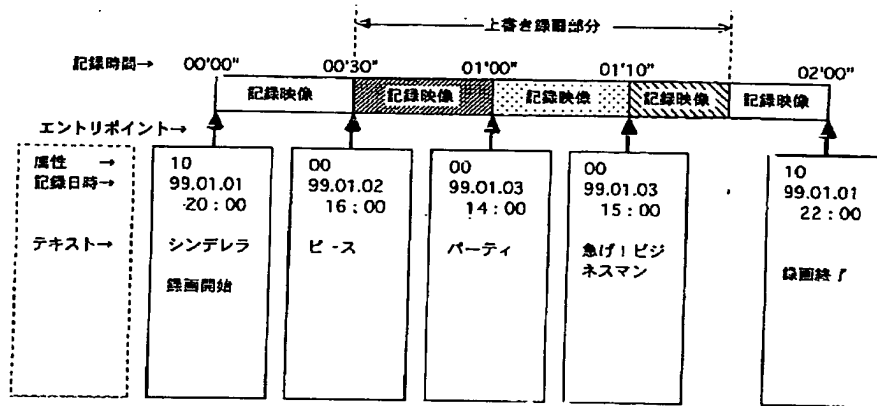 上書き録画部分
記録時間→ 00'00" 00'30" 01'00" 01'10" 02'00"
記録映像 記録映像 記録映像 記録映像 記録映像
エントリポイント→
属性 → 10 00 00 00 10
記録日時→ 99.01.01 99.01.02 99.01.03 99.01.03 99.01.01
20：00 16：00 14：00 15：00 22：00
テキスト→ シンデレラ ピ-ス パーティ 急げ！ビジ
ネスマン
録画開始 録画終了